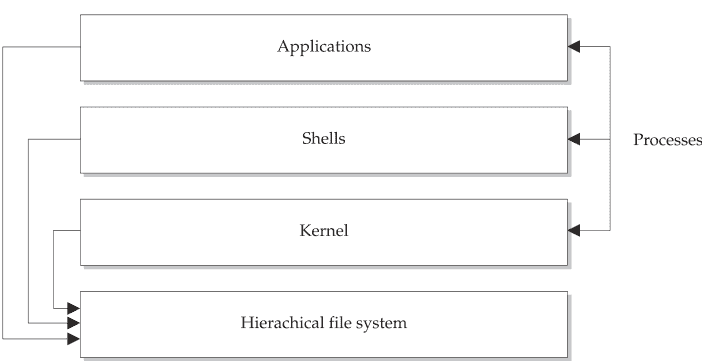 Applications
Shells
Processes
Kernel
Hierachical file system